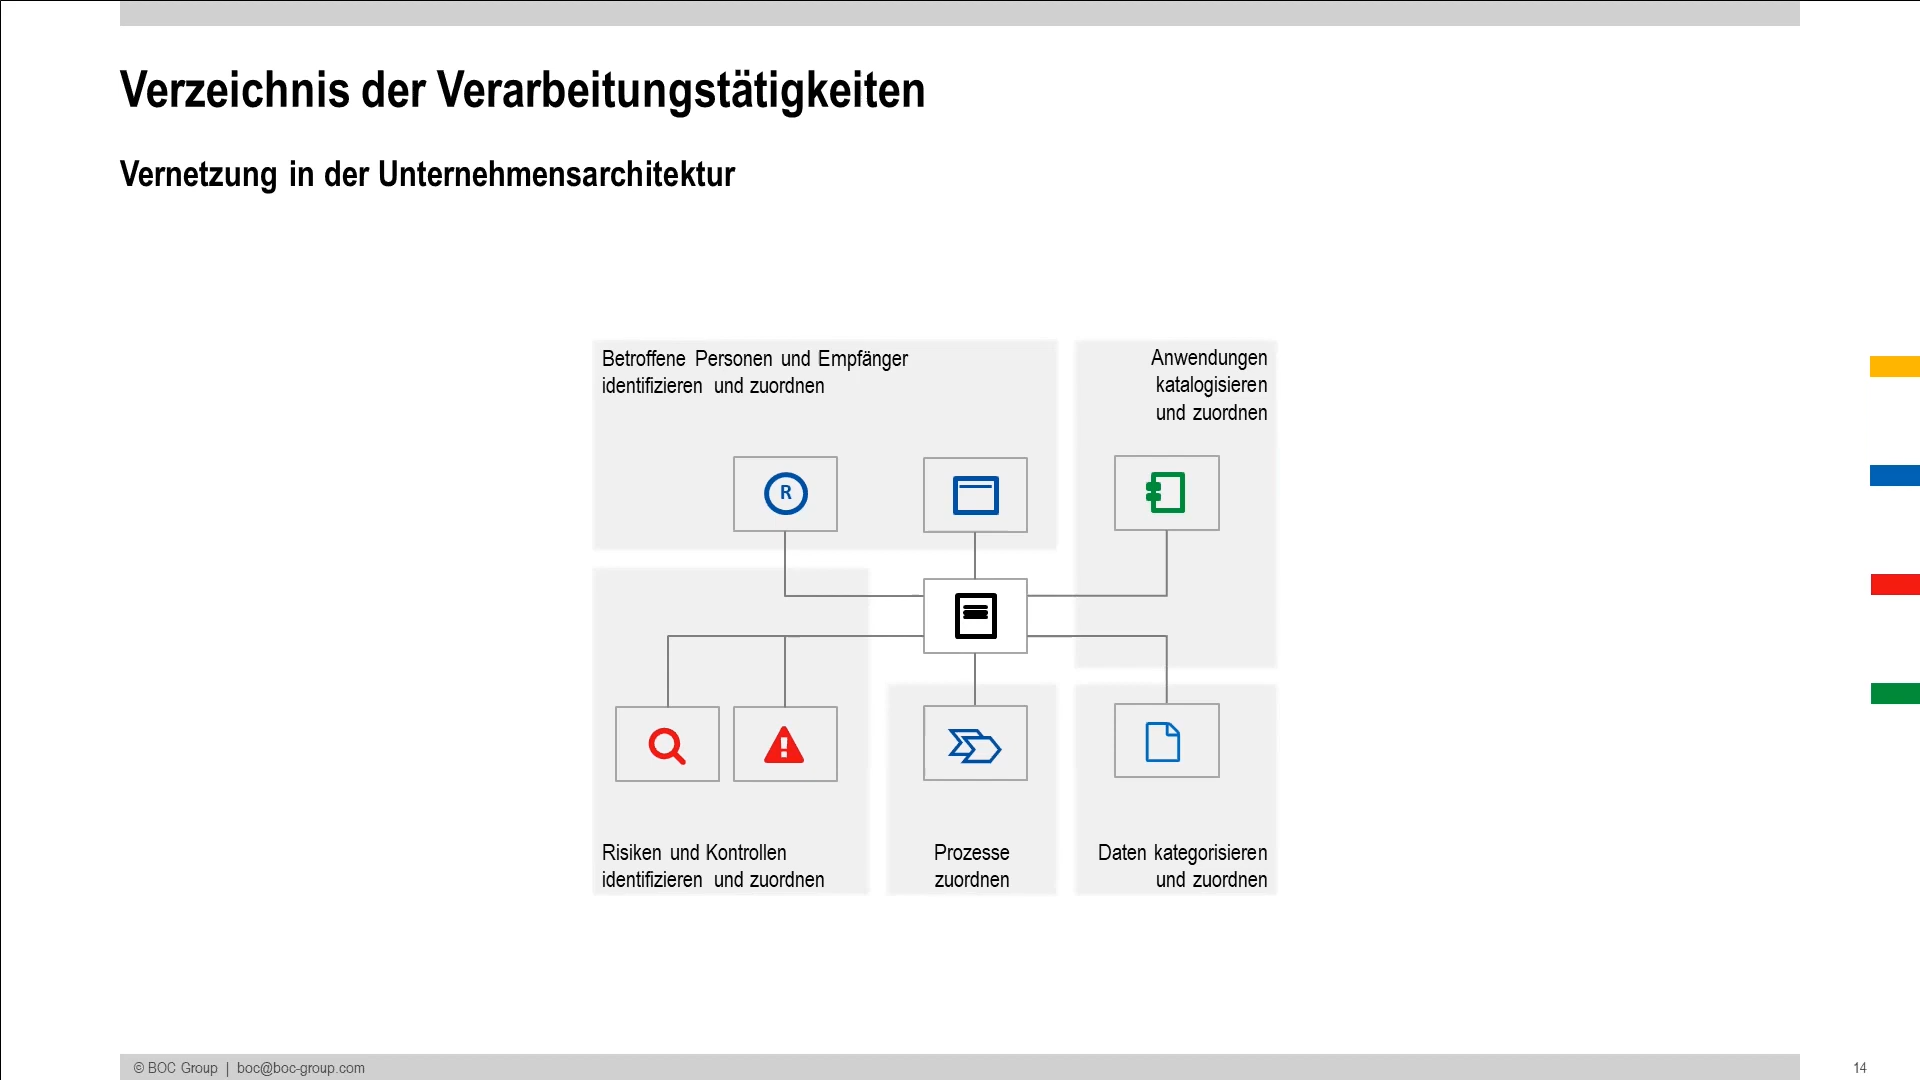 Verzeichnis der Verarbeitungstätigkeiten
Vernetzung in der Unternehmensarchitektur
Betroffene Personen und Empfänger
identifizieren und zuordnen
Anwendungen
katalogisieren
und zuordnen
R
Risiken und Kontrollen
identifizieren und zuordnen
Prozesse
zuordnen
Daten kategorisieren
und zuordnen
© BOC Group | boc@boc-group.com
14